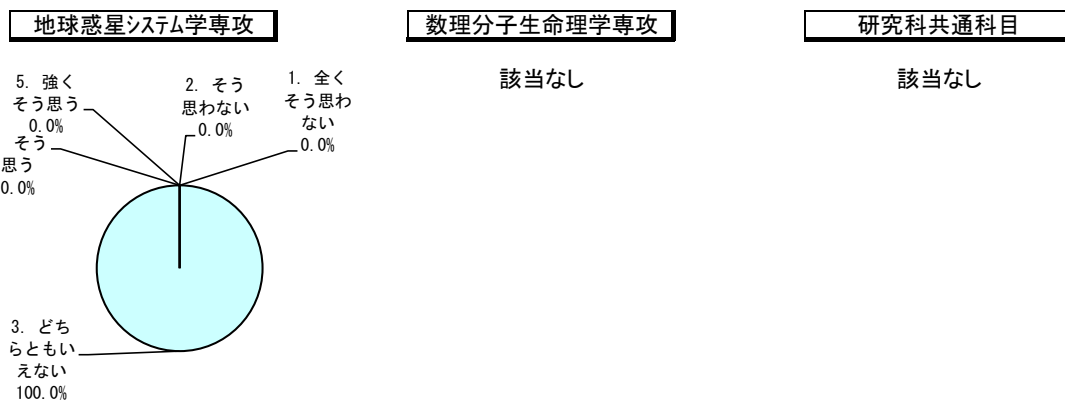 地球惑星システム学専攻
数理分子生命理学専攻
研究科共通科目
該当なし
該当なし
5. 強く
そう思う
0.0%
2. そう
思わない
0.0%
1. 全く
そう思わ
ない
0.0%
そう
思う
0.0%
3. どち
らともい
えない
100.0%